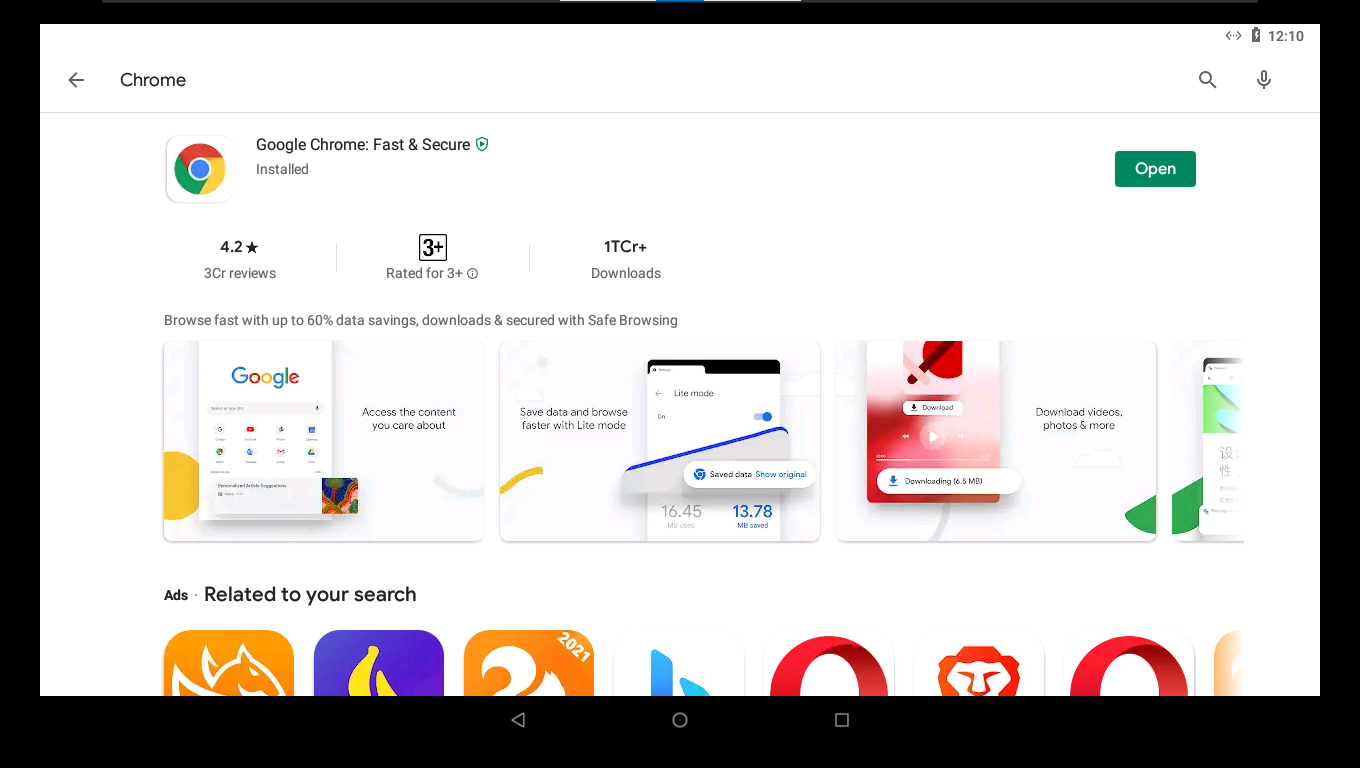 12:10
Chrome
Google Chrome: Fast & Secure
Installed
Open
4.2 ★
3+
1TCr+
3Cr reviews
Rated for 3+
Downloads
Browse fast with up to 60% data savings, downloads & secured with Safe Browsing
Google
Search or type URL
Access the content
you care about
Personalized Article Suggestions
Save data and browse
faster with Lite mode
Lite mode
On
Saved data Show original
16.45
MB used
13.78
MB saved
Download
Downloading (6.5 MB)
Download videos,
photos & more
Ads · Related to your search
2021